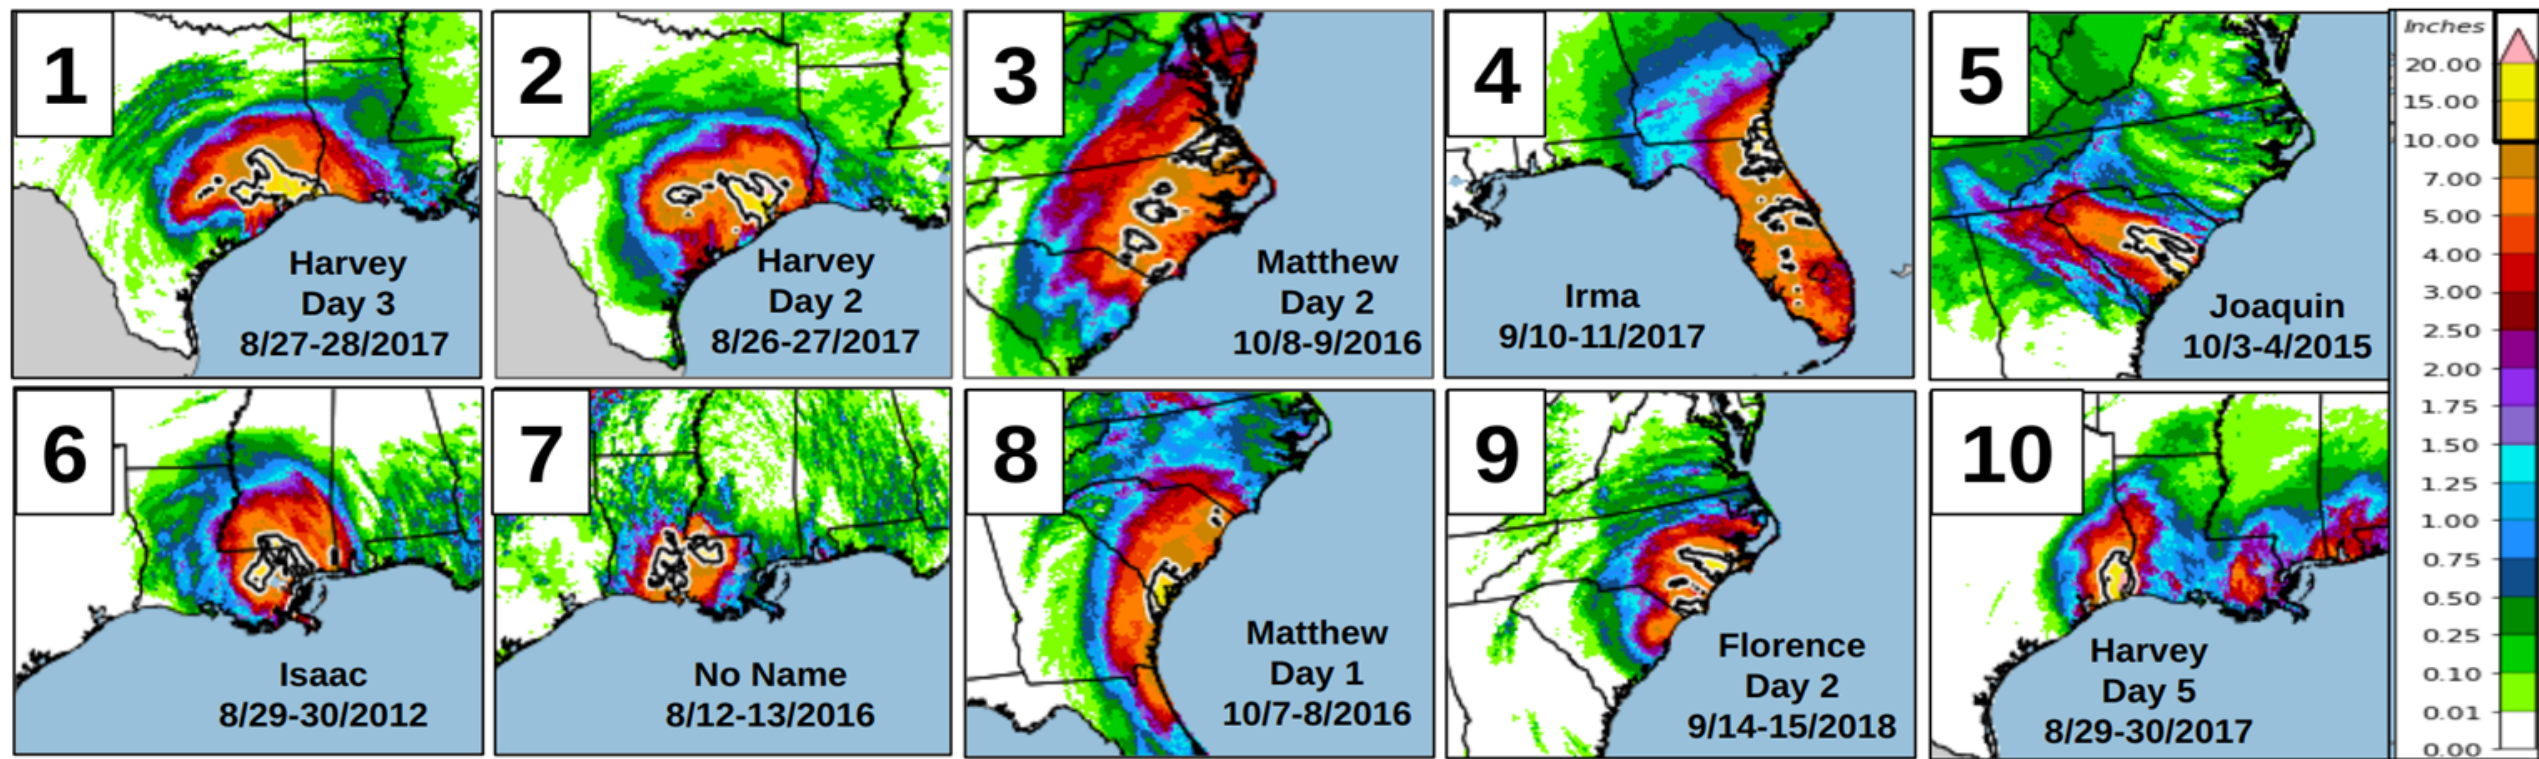 1
Harvey
Day 3
8/27-28/2017
2
Harvey
Day 2
8/26-27/2017
3
Matthew
Day 2
10/8-9/2016
4
Irma
9/10-11/2017
5
Joaquin
10/3-4/2015
6
Isaac
8/29-30/2012
7
No Name
8/12-13/2016
8
Matthew
Day 1
10/7-8/2016
9
Florence
Day 2
9/14-15/2018
10
Harvey
Day 5
8/29-30/2017
Inches
20.00
15.00
10.00
7.00
5.00
4.00
3.00
2.50
2.00
1.75
1.50
1.25
1.00
0.75
0.50
0.25
0.10
0.01
0.00